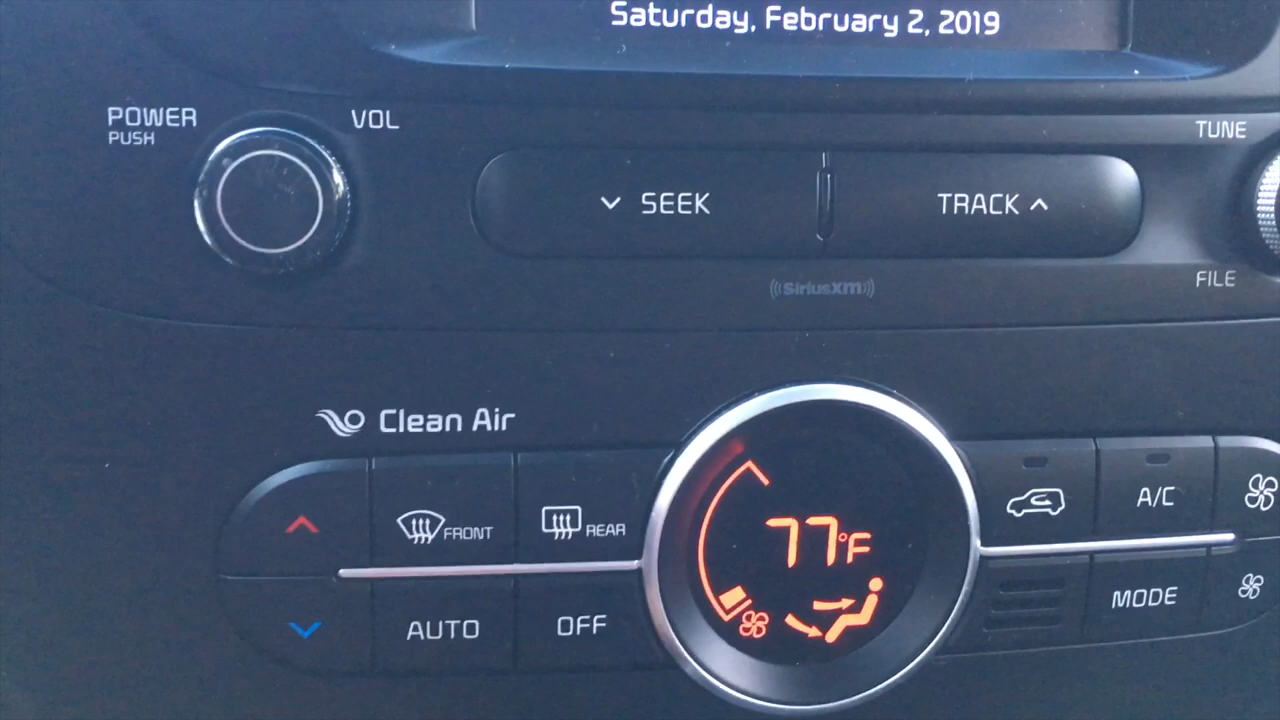 Saturday, February 2, 2019
POWER
PUSH
VOL
TUNE
SEEK
TRACK
FILE
SiriusXM
Clean Air
FRONT
REAR
77°F
A/C
AUTO
OFF
MODE